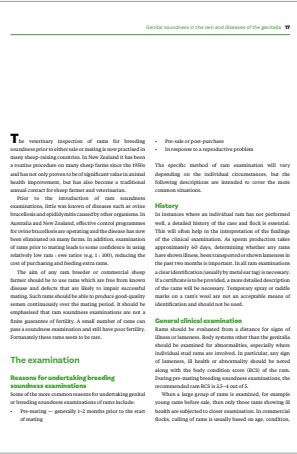 Genital soundness in the ram and diseases of the genitalia 17
The veterinary inspection of rams for breeding
soundness prior to either sale or mating is now practised in
many sheep-raising countries. In New Zealand it has been
a routine procedure on many sheep farms since the 1950s
and has not only proven to be of significant value in animal
health improvement, but has also become a traditional
annual contact for sheep farmer and veterinarian.
Prior to the introduction of ram soundness
examinations, little was known of diseases such as ovine
brucellosis and epididymitis caused by other organisms. In
Australia and New Zealand, effective control programmes
for ovine brucellosis are operating and the disease has now
been eliminated on many farms. In addition, examination
of rams prior to mating leads to some confidence in using
relatively low ram : ewe ratios (e.g. 1 : 100), reducing the
cost of purchasing and feeding extra rams.
The aim of any ram breeder or commercial sheep
farmer should be to use rams which are free from known
disease and defects that are likely to impair successful
mating. Such rams should be able to produce good-quality
semen continuously over the mating period. It should be
emphasised that ram soundness examinations are not a
finite guarantee of fertility. A small number of rams can
pass a soundness examination and still have poor fertility.
Fortunately these rams seem to be rare.
The examination
Reasons for undertaking breeding
soundness examinations
Some of the more common reasons for undertaking genital
or breeding soundness examinations of rams include:
• Pre-mating — generally 1–2 months prior to the start
of mating
• Pre-sale or post-purchase
• In response to a reproductive problem
The specific method of ram examination will vary
depending on the individual circumstances, but the
following descriptions are intended to cover the more
common situations.
History
In instances where an individual ram has not performed
well, a detailed history of the case and flock is essential.
This will often help in the interpretation of the findings
of the clinical examination. As sperm production takes
approximately 60 days, determining whether any rams
have shown illness, been transported or shown lameness in
the past two months is important. In all ram examinations
a clear identification (usually by metal ear tag) is necessary.
If a certificate is to be provided, a more detailed description
of the rams will be necessary. Temporary spray or raddle
marks on a ram's wool are not an acceptable means of
identification and should not be used.
General clinical examination
Rams should be evaluated from a distance for signs of
illness or lameness. Body systems other than the genitalia
should be examined for abnormalities, especially where
individual stud rams are involved. In particular, any sign
of lameness, ill health or abnormality should be noted
along with the body condition score (BCS) of the ram.
During pre-mating breeding soundness examinations, the
recommended ram BCS is 3.5–4 out of 5.
When a large group of rams is examined, for example
young rams before sale, then only those rams showing ill
health are subjected to closer examination. In commercial
flocks, culling of rams is usually based on age, condition,